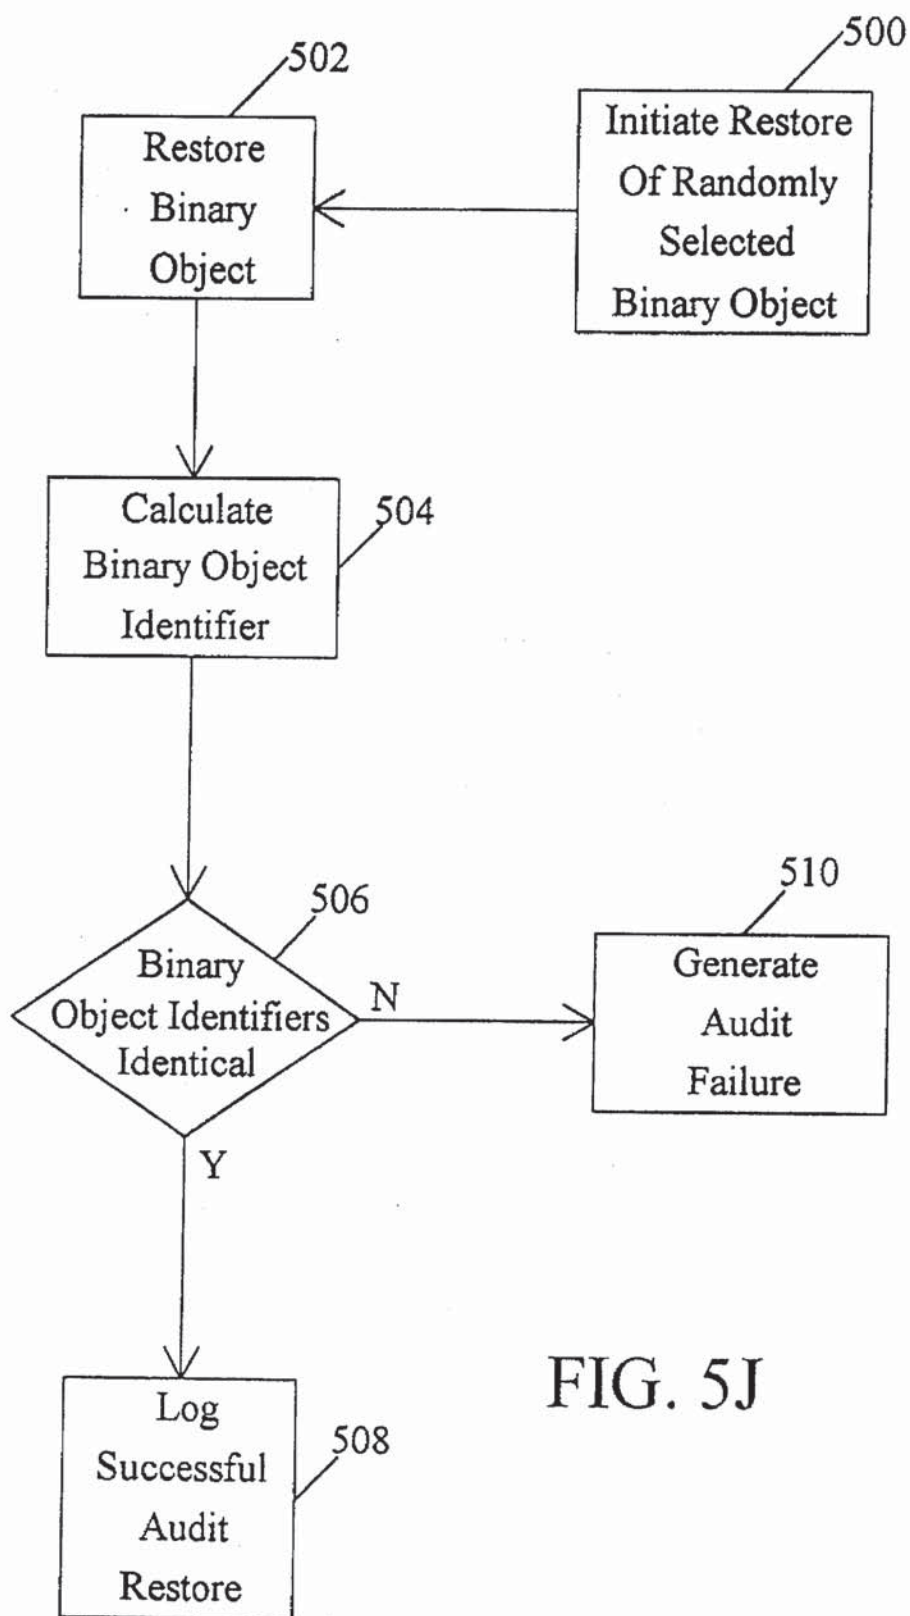 500
Initiate Restore
Of Randomly
Selected
Binary Object
502
Restore
Binary
Object
504
Calculate
Binary Object
Identifier
506
Binary
Object Identifiers
Identical
N
Y
510
Generate
Audit
Failure
508
Log
Successful
Audit
Restore
FIG. 5J